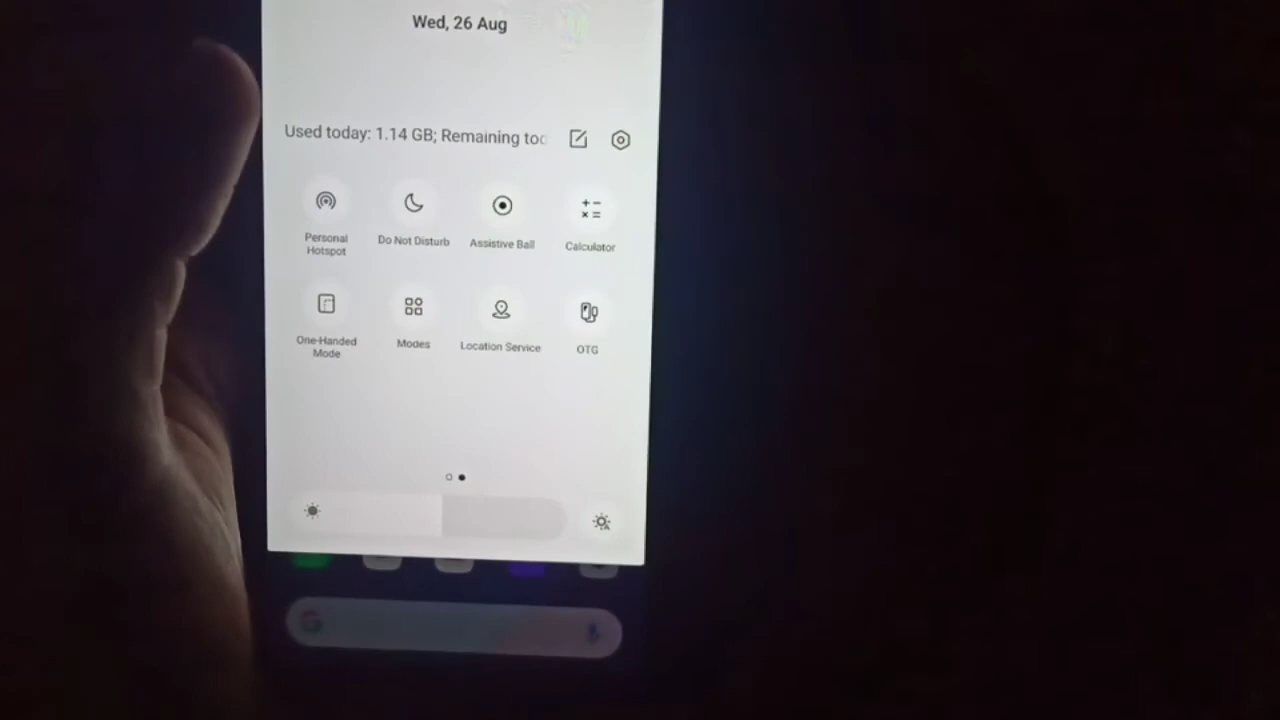 Wed, 26 Aug
Used today: 1.14 GB; Remaining tod
Personal Hotspot
Do Not Disturb
Assistive Ball
Calculator
One-Handed Mode
Modes
Location Service
OTG